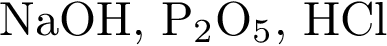 NaOH, P₂O₅, HCl